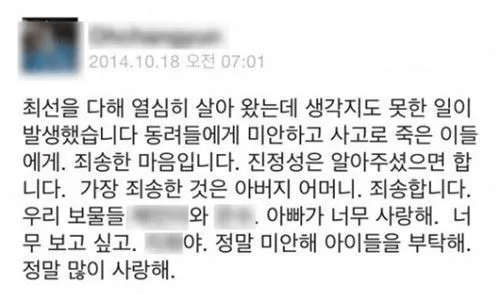 2014.10.18 오전 07:01
최선을 다해 열심히 살아 왔는데 생각지도 못한 일이
발생했습니다 동려들에게 미안하고 사고로 죽은 이들
에게. 죄송한 마음입니다. 진정성은 알아주셨으면 합
니다. 가장 죄송한 것은 아버지 어머니. 죄송합니다.
우리 보물들 와 . 아빠가 너무 사랑해. 너
무 보고 싶고. 야. 정말 미안해 아이들을 부탁해.
정말 많이 사랑해.